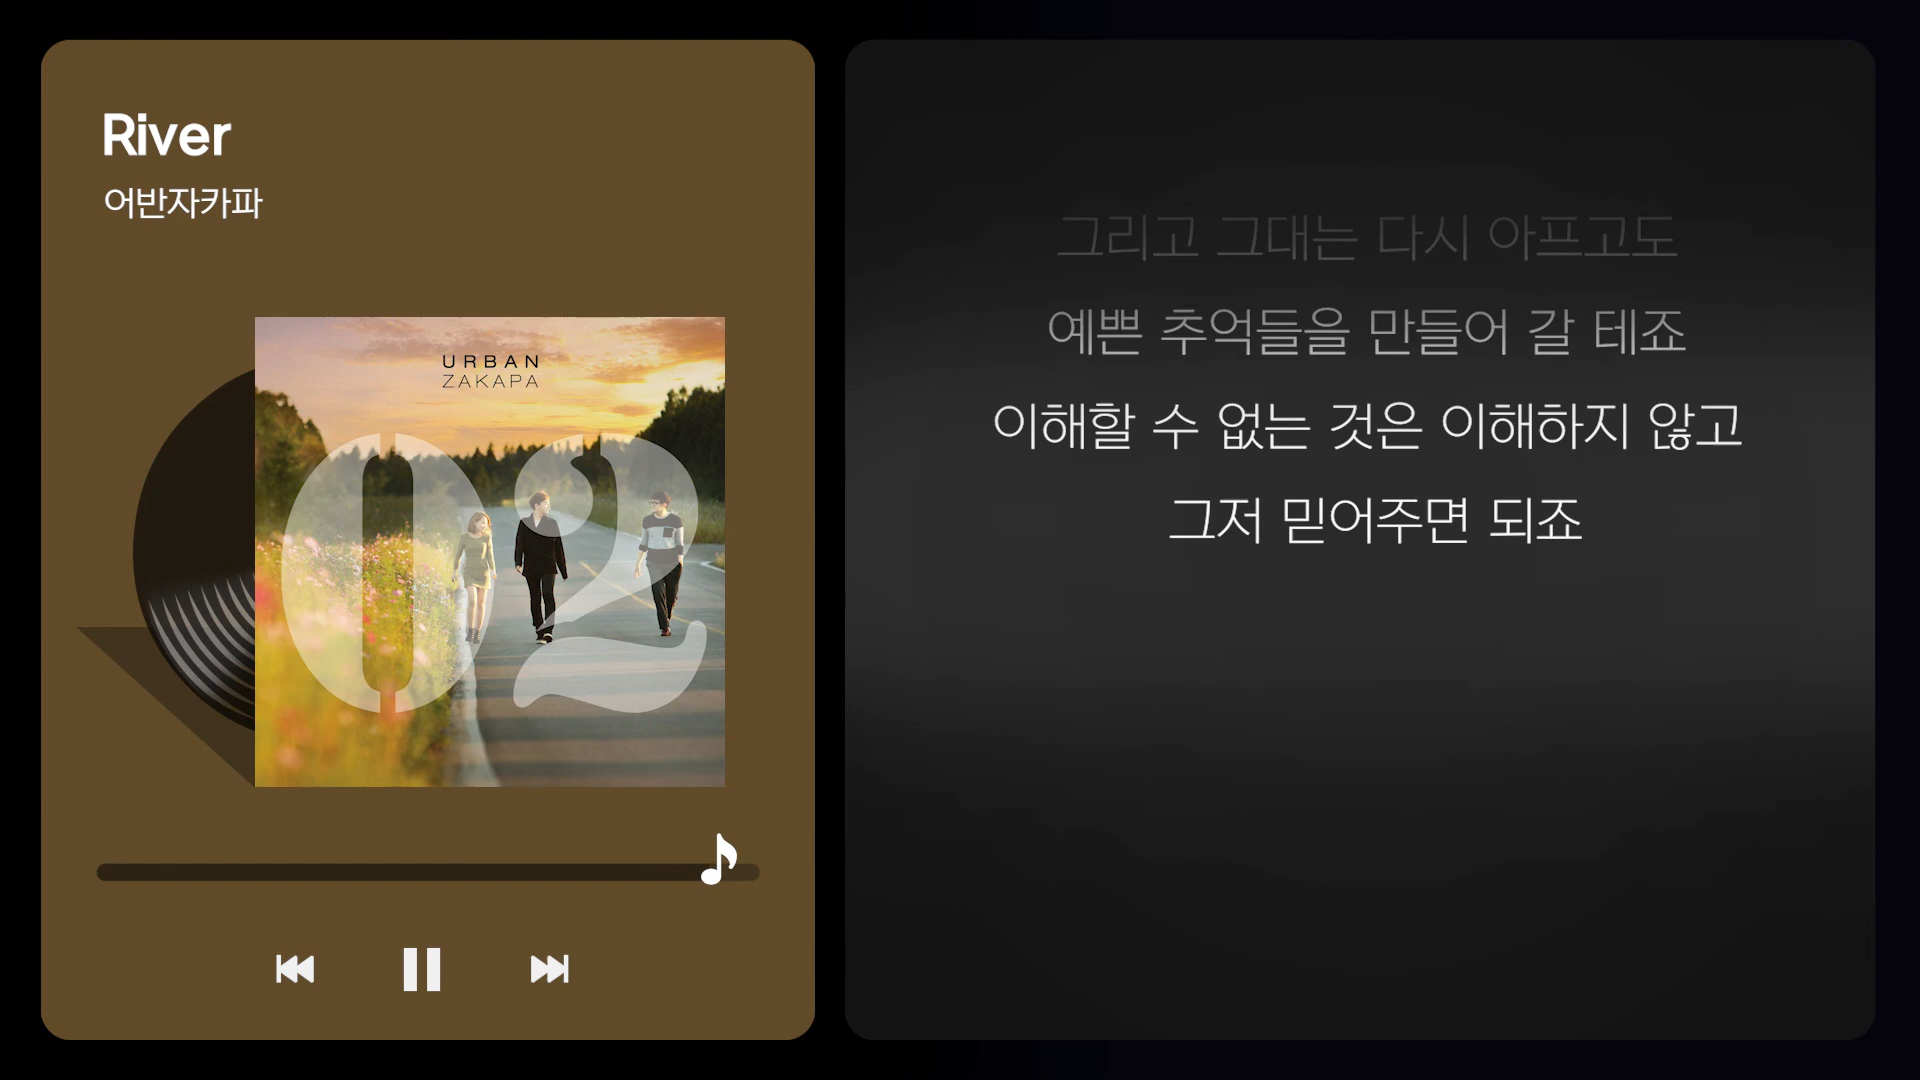 River
어반자카파
URBAN
ZAKAPA
02
그리고 그대는 다시 아프고도
예쁜 추억들을 만들어 갈 테죠
이해할 수 없는 것은 이해하지 않고
그저 믿어주면 되죠